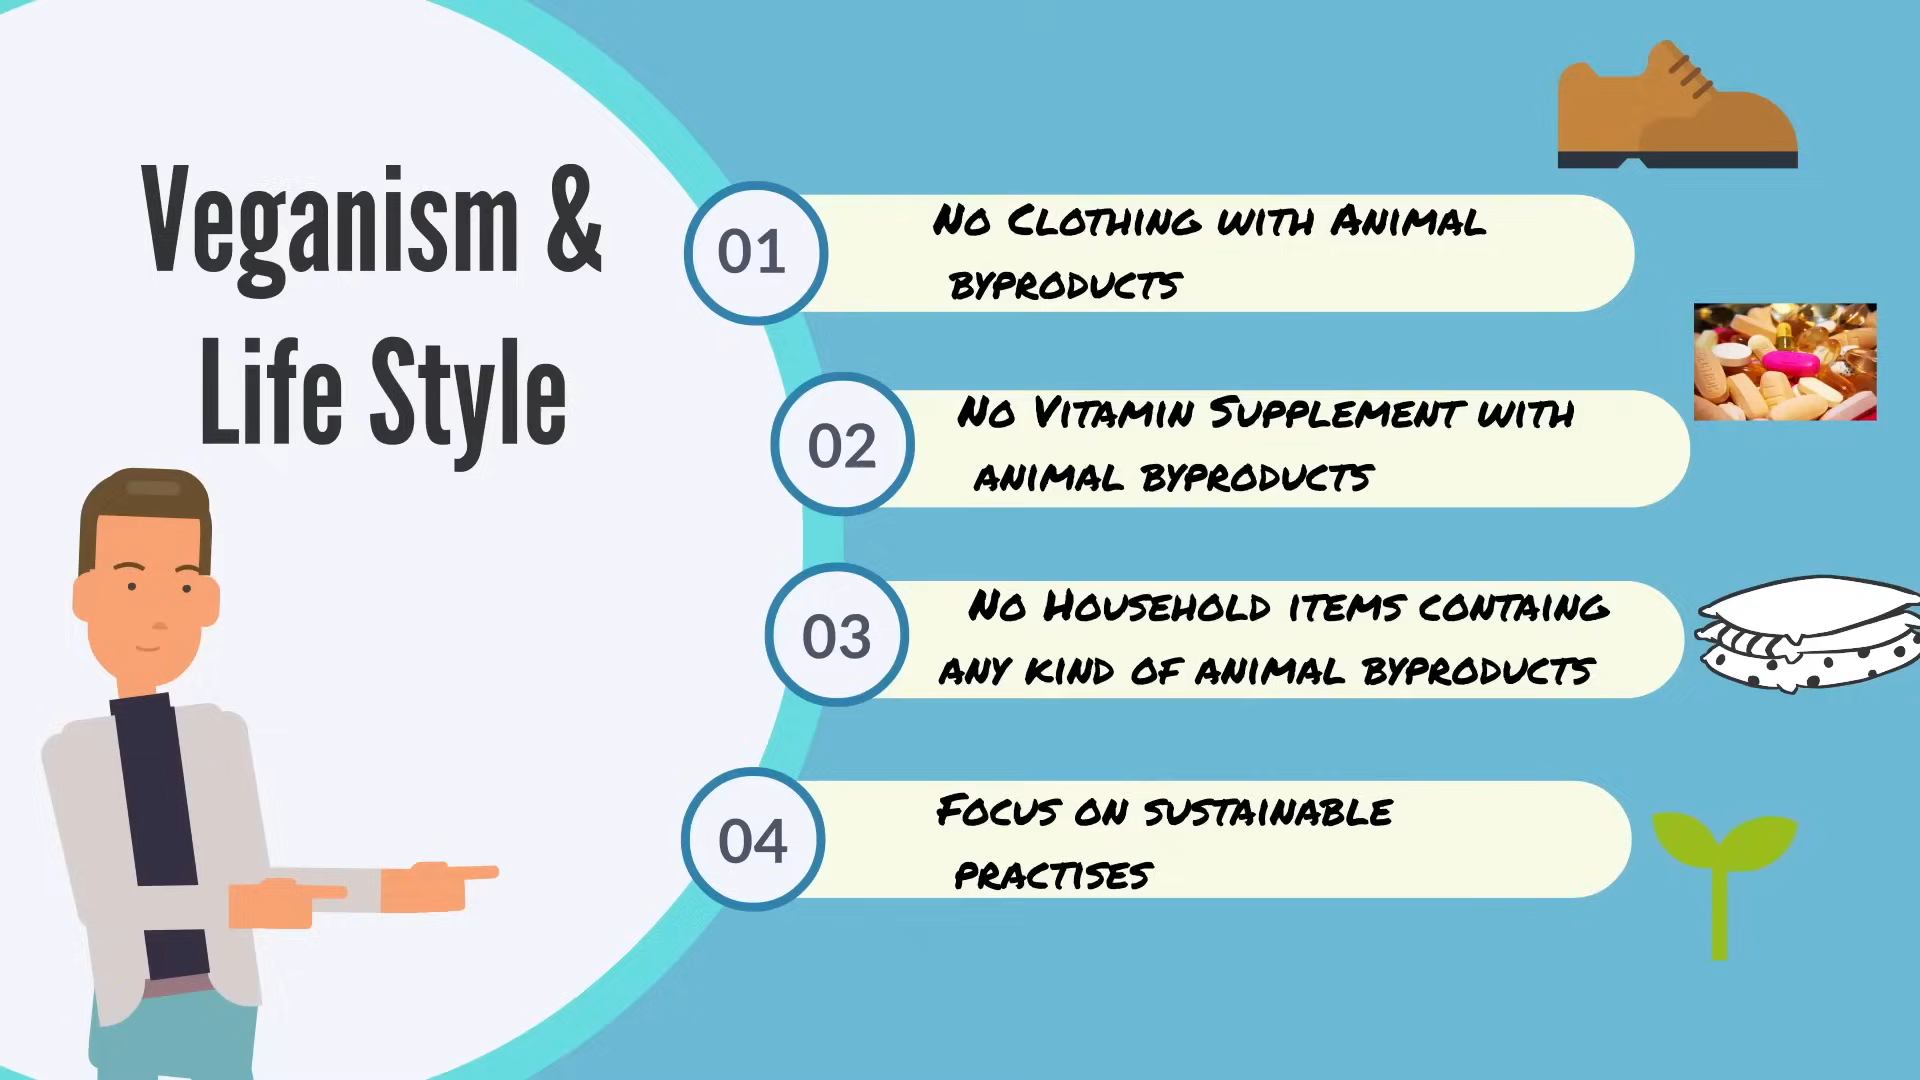 Veganism &
Life Style
01
No Clothing with Animal
byproducts
02
No Vitamin Supplement with
animal byproducts
03
No Household items containg
any kind of animal byproducts
04
Focus on sustainable
practises